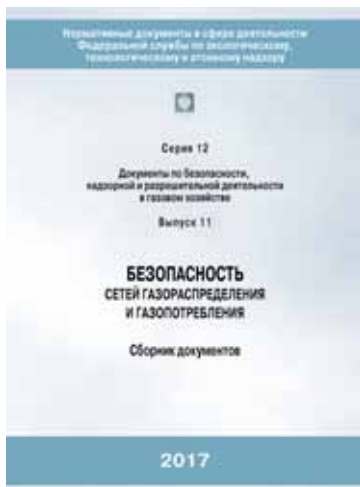 Нормативные документы в сфере деятельности
Федеральной службы по экологическому,
технологическому и атомному надзору
Серия 12
Документы по безопасности,
надзорной и разрешительной деятельности
в газовом хозяйстве
Выпуск 11
БЕЗОПАСНОСТЬ
СЕТЕЙ ГАЗОРАСПРЕДЕЛЕНИЯ
И ГАЗОПОТРЕБЛЕНИЯ
Сборник документов
2017